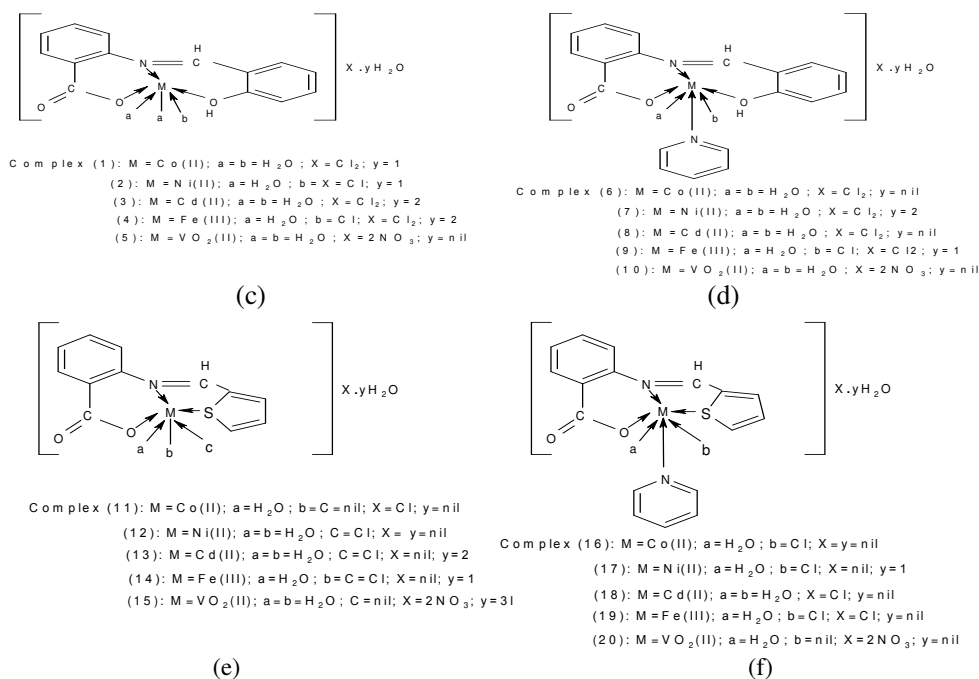 H
N
C
X . y H2O
C
O
O
M
O
H
a
a
b
Complex (1): M = Co(II); a = b = H2O ; X = Cl2; y = 1
(2): M = Ni(II); a = H2O ; b = X = Cl; y = 1
(3): M = Cd(II); a = b = H2O ; X = Cl2; y = 2
(4): M = Fe(III); a = H2O ; b = Cl; X = Cl2; y = 2
(5): M = VO2(II); a = b = H2O ; X = 2NO3; y = nil
(c)
H
N
C
X . y H2O
C
O
O
M
O
H
a
b
N
Complex (6): M = Co(II); a = b = H2O ; X = Cl2; y = nil
(7): M = Ni(II); a = b = H2O ; X = Cl2; y = 2
(8): M = Cd(II); a = b = H2O ; X = Cl2; y = nil
(9): M = Fe(III); a = H2O ; b = Cl; X = Cl2; y = 1
(10): M = VO2(II); a = b = H2O ; X = 2NO3; y = nil
(d)
H
N
C
X.yH2O
C
O
O
M
S
a
b
c
Complex (11): M = Co(II); a = H2O ; b = C = nil; X = Cl; y = nil
(12): M = Ni(II); a = b = H2O ; C = Cl; X = y = nil
(13): M = Cd(II); a = b = H2O ; C = Cl; X = nil; y = 2
(14): M = Fe(III); a = H2O ; b = C = Cl; X = nil; y = 1
(15): M = VO2(II); a = b = H2O ; C = nil; X = 2NO3; y = 3l
(e)
H
N
C
X.yH2O
C
O
O
M
S
a
b
N
Complex (16): M = Co(II); a = H2O ; b = Cl; X = y = nil
(17): M = Ni(II); a = H2O ; b = Cl; X = nil; y = 1
(18): M = Cd(II); a = b = H2O ; X = Cl; y = nil
(19): M = Fe(III); a = H2O ; b = Cl; X = Cl; y = nil
(20): M = VO2(II); a = H2O ; b = nil; X = 2NO3; y = nil
(f)